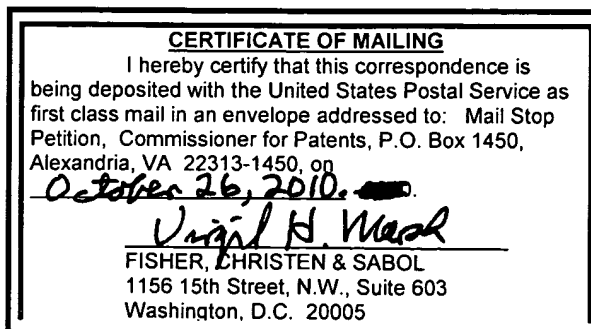 CERTIFICATE OF MAILING
I hereby certify that this correspondence is
being deposited with the United States Postal Service as
first class mail in an envelope addressed to: Mail Stop
Petition, Commissioner for Patents, P.O. Box 1450,
Alexandria, VA 22313-1450, on
October 26, 2010.
Virgil H. Marsh
FISHER, CHRISTEN & SABOL
1156 15th Street, N.W., Suite 603
Washington, D.C. 20005